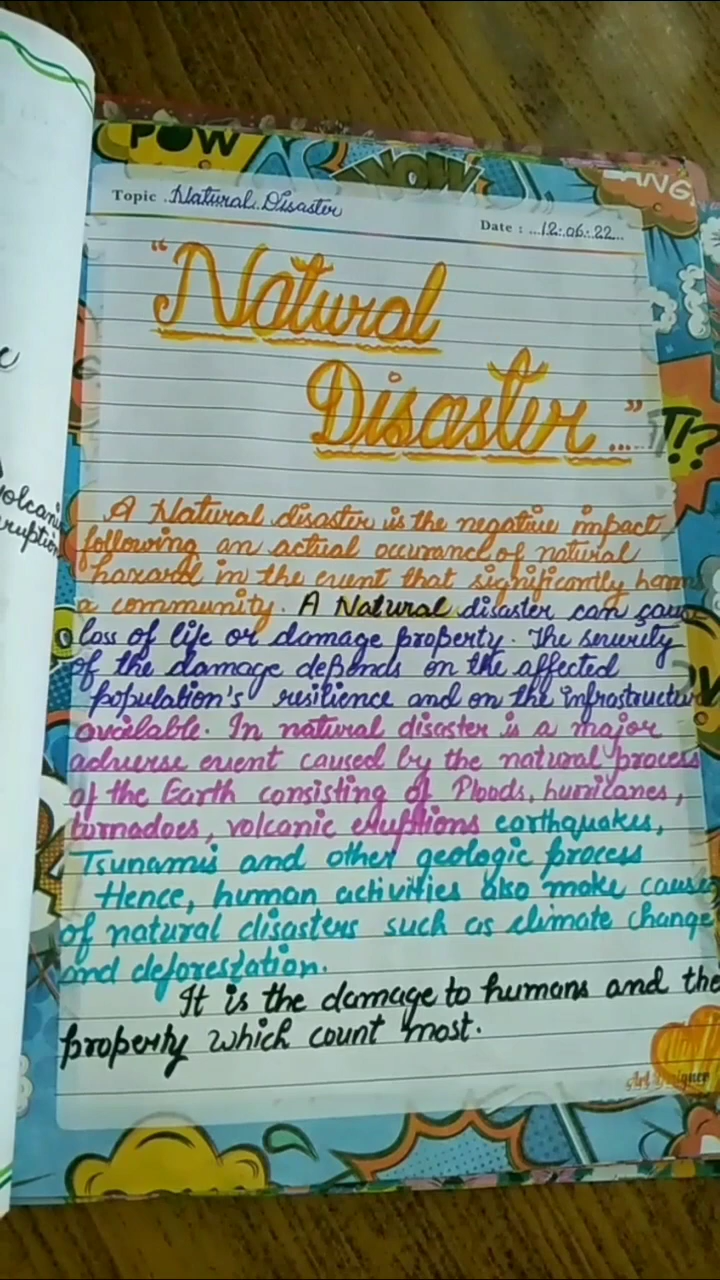 POW
WOW
BANG
Topic Natural Disaster
Date : ...12.06.22...
"Natural
Disaster..."
T!?
volcanic
eruption
A Natural disaster is the negative impact
following an actual occurance of natural
hazard in the event that significantly harms
a community. A Natural disaster can cause
loss of life or damage property. The severity
of the damage depends on the affected
population's resilience and on the infrastructure
available. In natural disaster is a major
adverse event caused by the natural process
of the Earth consisting of Floods, hurricanes,
tornadoes, volcanic eruptions earthquakes,
Tsunamis and other geologic process
Hence, human activities also make causes
of natural disasters such as climate change
and deforestation.
It is the damage to humans and the
property which count most.
Art Designer